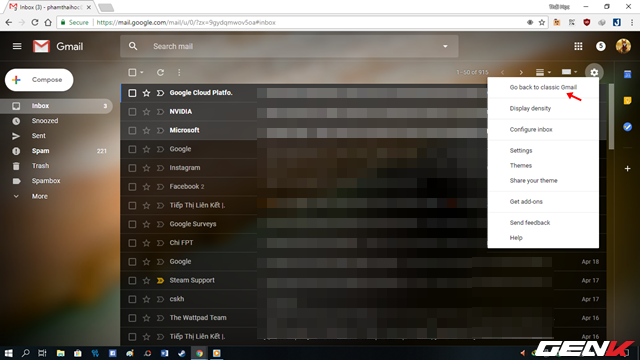 Inbox (3) - phamthaihoc(
Thái Học
Secure
https://mail.google.com/mail/u/0/?zx=9gydqmwov5oa#inbox
Gmail
Search mail
Compose
1–50 of 915
Inbox 3
Snoozed
Sent
Spam 221
Trash
Spambox
More
Google Cloud Platfo.
NVIDIA
Microsoft
Google
Instagram
Facebook 2
Tiếp Thị Liên Kết |.
Google Surveys
Chi FPT
Google Apr 18
Steam Support Apr 17
cskh Apr 16
The Wattpad Team Apr 16
Tiếp Thị Liên Kết |.
Go back to classic Gmail
Display density
Configure inbox
Settings
Themes
Share your theme
Get add-ons
Send feedback
Help
GENK